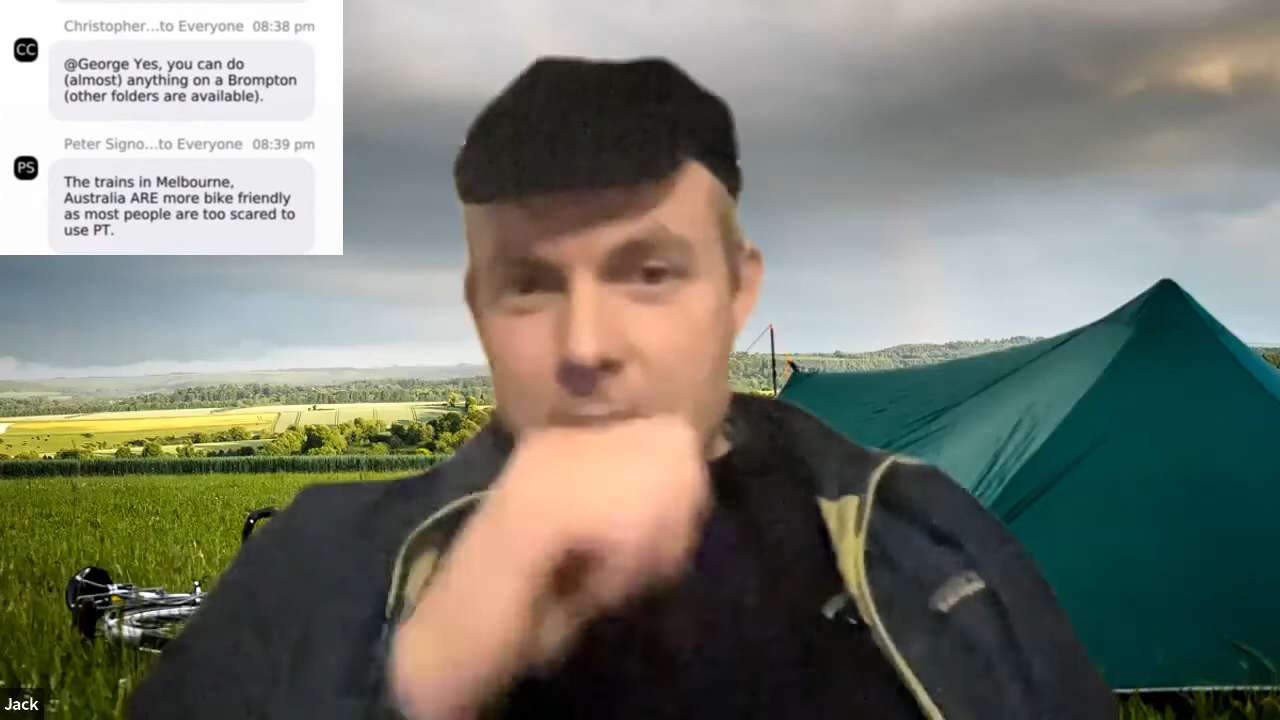 Christopher...to Everyone 08:38 pm
CC
@George Yes, you can do
(almost) anything on a Brompton
(other folders are available).
Peter Signo...to Everyone 08:39 pm
PS
The trains in Melbourne,
Australia ARE more bike friendly
as most people are too scared to
use PT.
Jack